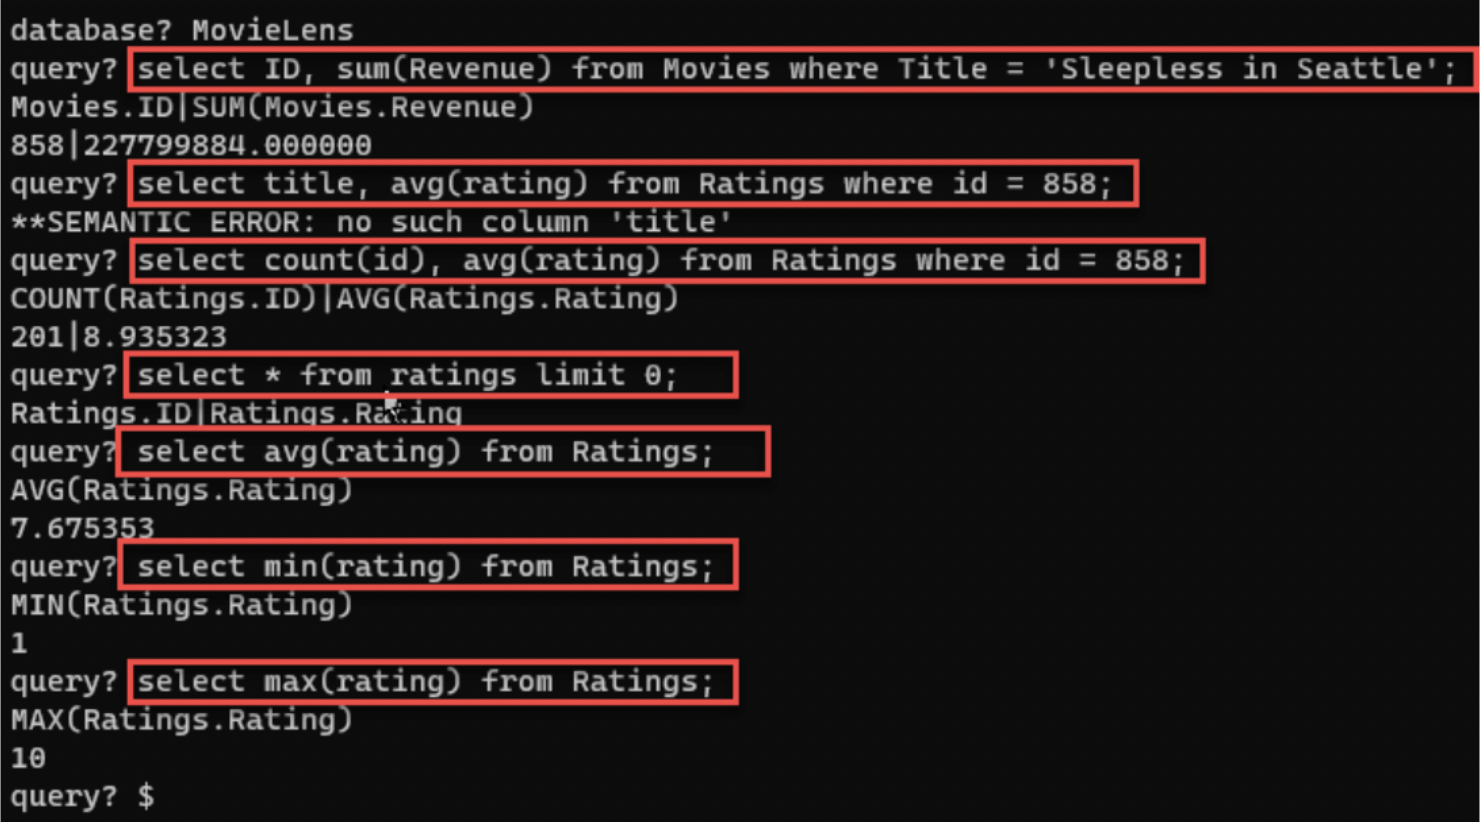 database? MovieLens
query? select ID, sum(Revenue) from Movies where Title = 'Sleepless in Seattle';
Movies.ID|SUM(Movies.Revenue)
858|227799884.000000
query? select title, avg(rating) from Ratings where id = 858;
**SEMANTIC ERROR: no such column 'title'
query? select count(id), avg(rating) from Ratings where id = 858;
COUNT(Ratings.ID)|AVG(Ratings.Rating)
201|8.935323
query? select * from ratings limit 0;
Ratings.ID|Ratings.Rating
query? select avg(rating) from Ratings;
AVG(Ratings.Rating)
7.675353
query? select min(rating) from Ratings;
MIN(Ratings.Rating)
1
query? select max(rating) from Ratings;
MAX(Ratings.Rating)
10
query? $